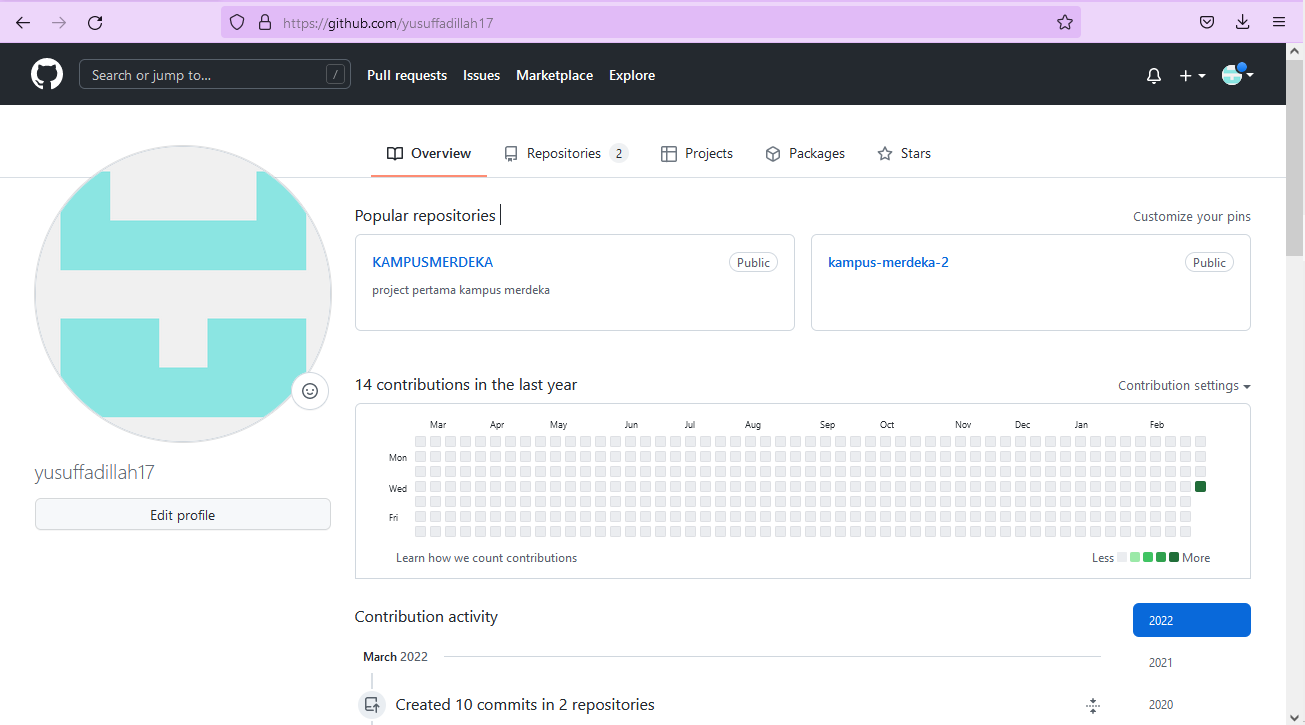 https://github.com/yusuffadillah17
Search or jump to... /
Pull requests Issues Marketplace Explore
Overview Repositories 2 Projects Packages Stars
Popular repositories Customize your pins
KAMPUSMERDEKA Public
project pertama kampus merdeka
kampus-merdeka-2 Public
14 contributions in the last year Contribution settings
Mar Apr May Jun Jul Aug Sep Oct Nov Dec Jan Feb
Mon
Wed
Fri
Learn how we count contributions Less More
yusuffadillah17
Edit profile
Contribution activity
2022
2021
2020
March 2022
Created 10 commits in 2 repositories